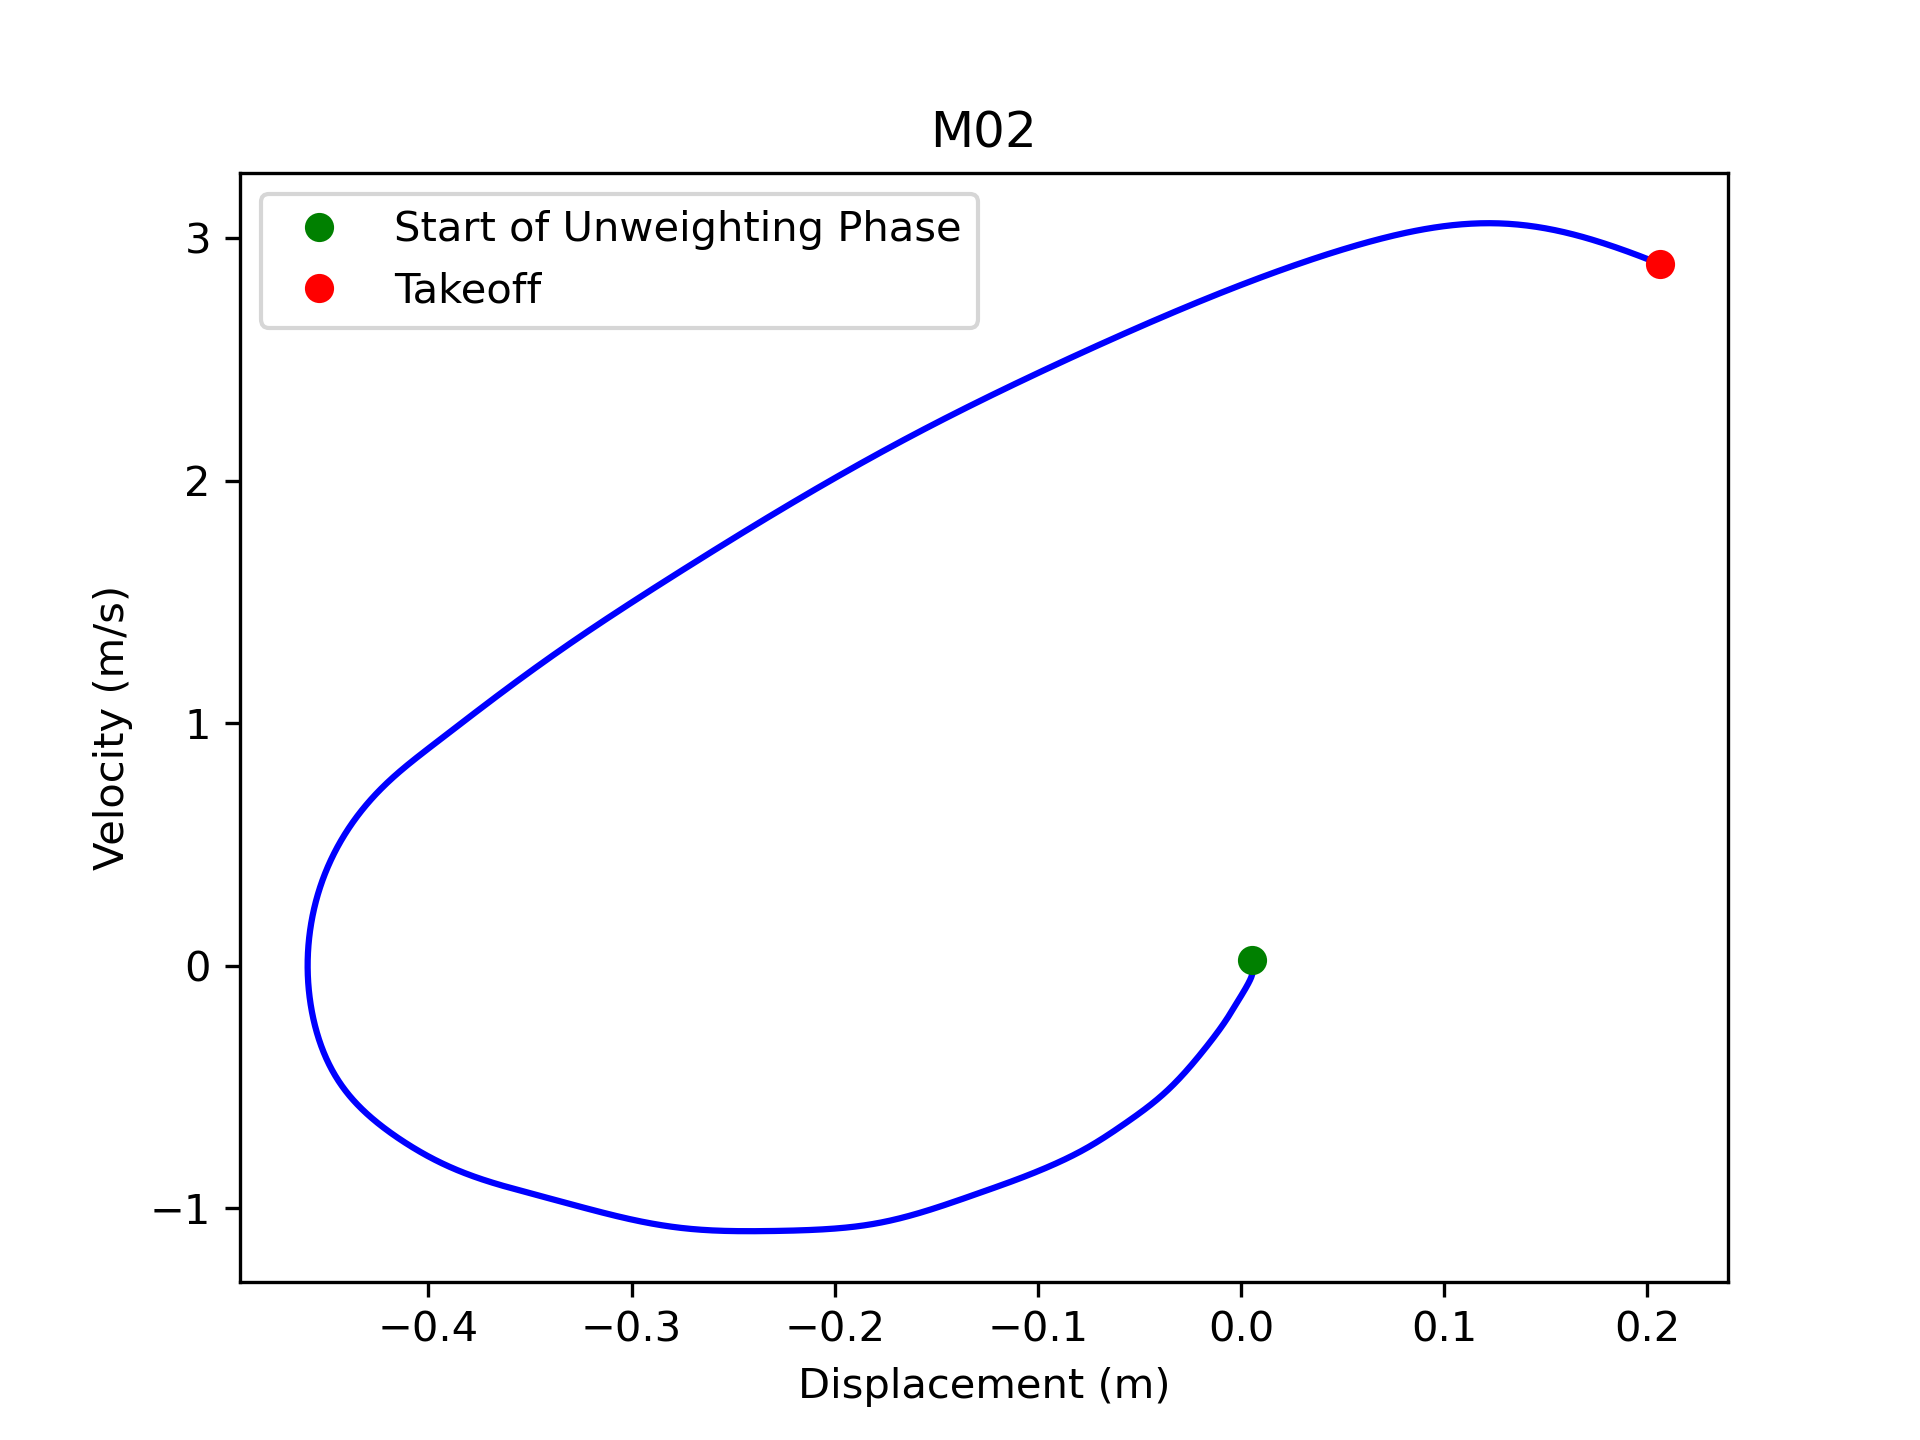 M02
Start of Unweighting Phase
Takeoff
3
2
1
0
−1
Velocity (m/s)
−0.4 −0.3 −0.2 −0.1 0.0 0.1 0.2
Displacement (m)